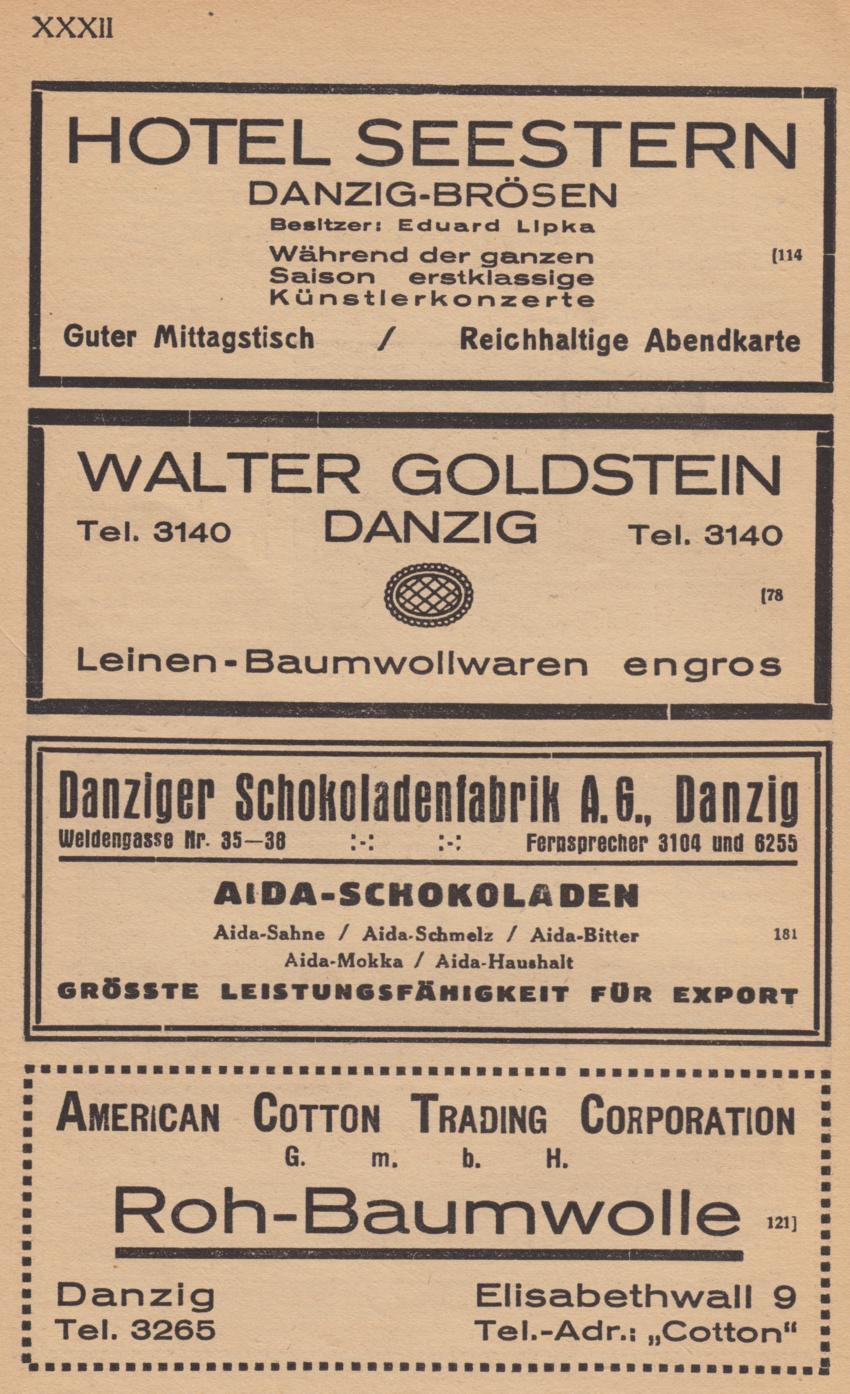 XXXII
HOTEL SEESTERN
DANZIG-BRÖSEN
Besitzer: Eduard Lipka
Während der ganzen [114
Saison erstklassige
Künstlerkonzerte
Guter Mittagstisch / Reichhaltige Abendkarte
WALTER GOLDSTEIN
Tel. 3140 DANZIG Tel. 3140
[78
Leinen-Baumwollwaren engros
Danziger Schokoladenfabrik A.G., Danzig
Weidengasse Nr. 35—38 :-: :-: Fernsprecher 3104 und 6255
AIDA-SCHOKOLADEN
Aida-Sahne / Aida-Schmelz / Aida-Bitter 181
Aida-Mokka / Aida-Haushalt
GRÖSSTE LEISTUNGSFÄHIGKEIT FÜR EXPORT
AMERICAN COTTON TRADING CORPORATION
G. m. b. H.
Roh-Baumwolle 121]
Danzig Elisabethwall 9
Tel. 3265 Tel.-Adr.: „Cotton“